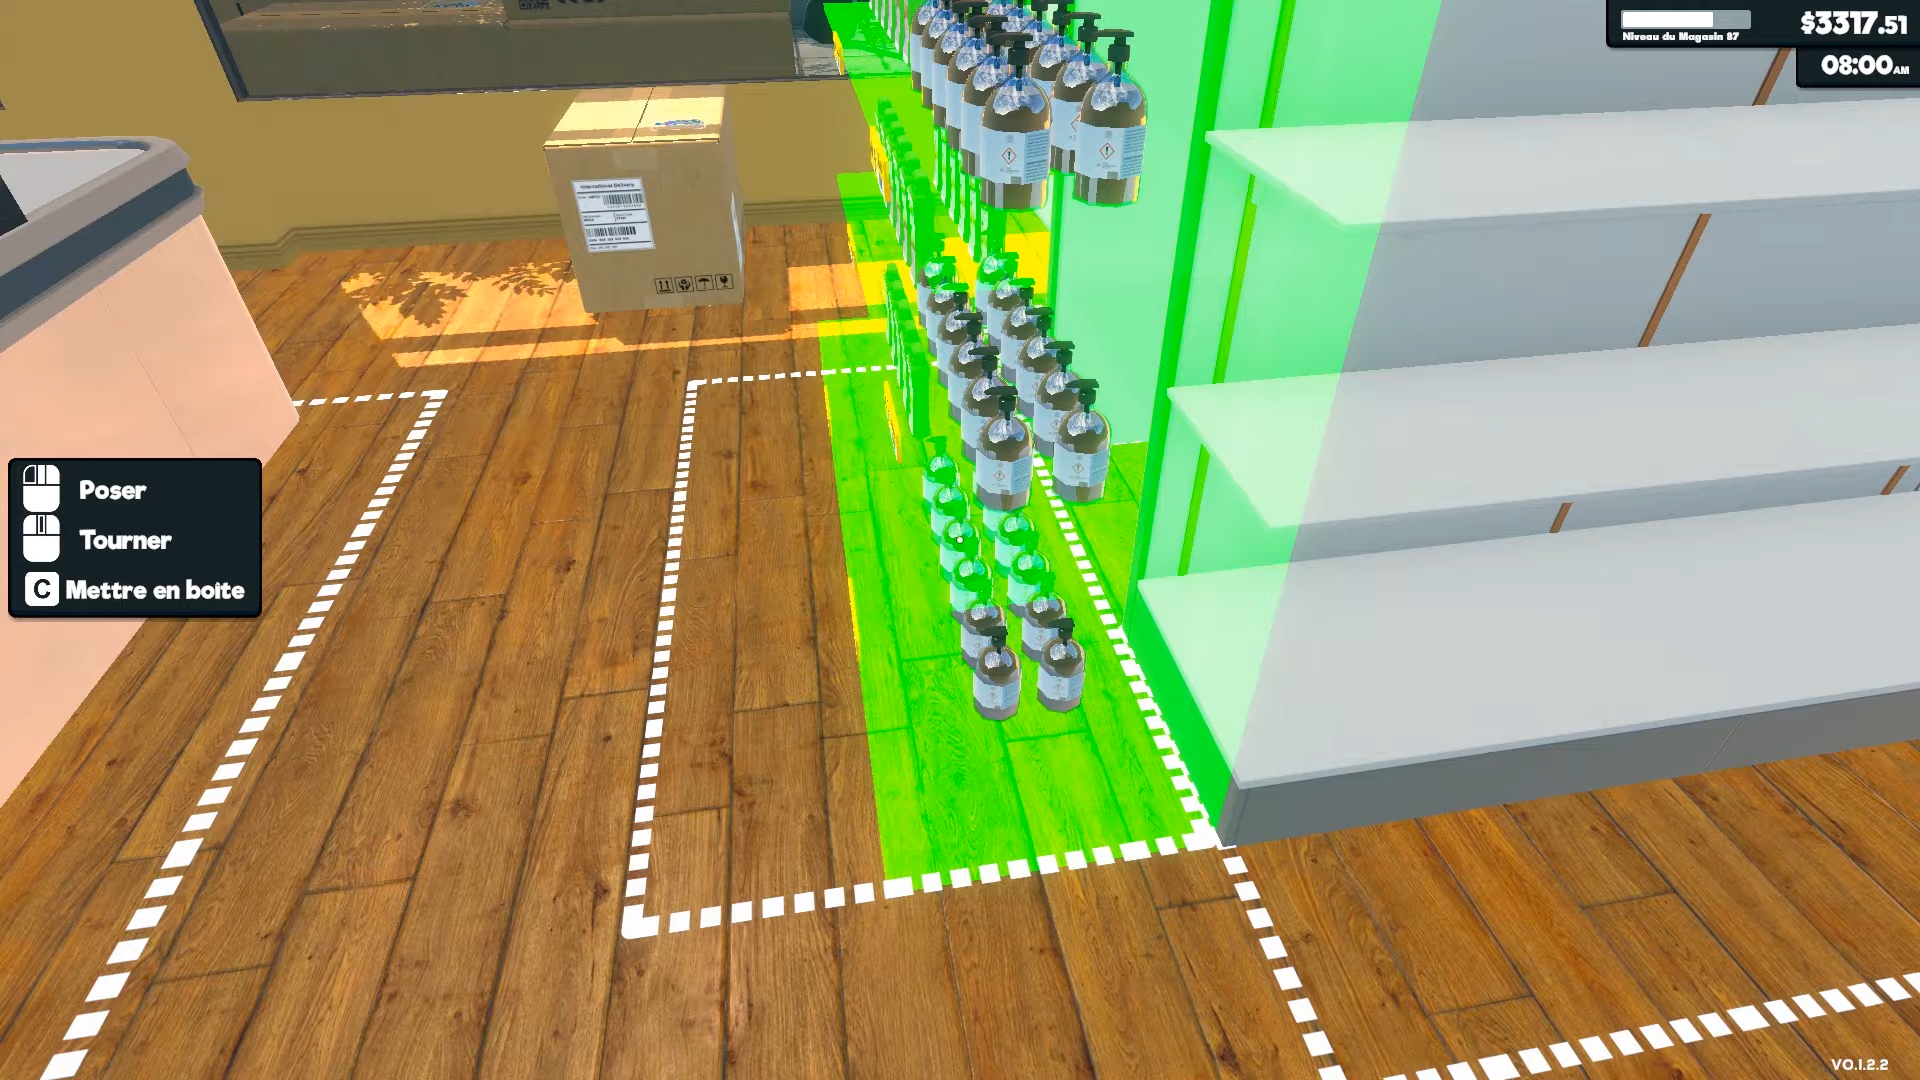 $3317.51
Niveau du Magasin 87
08:00AM
International Delivery
Poser
Tourner
C Mettre en boite
V0.1.2.2